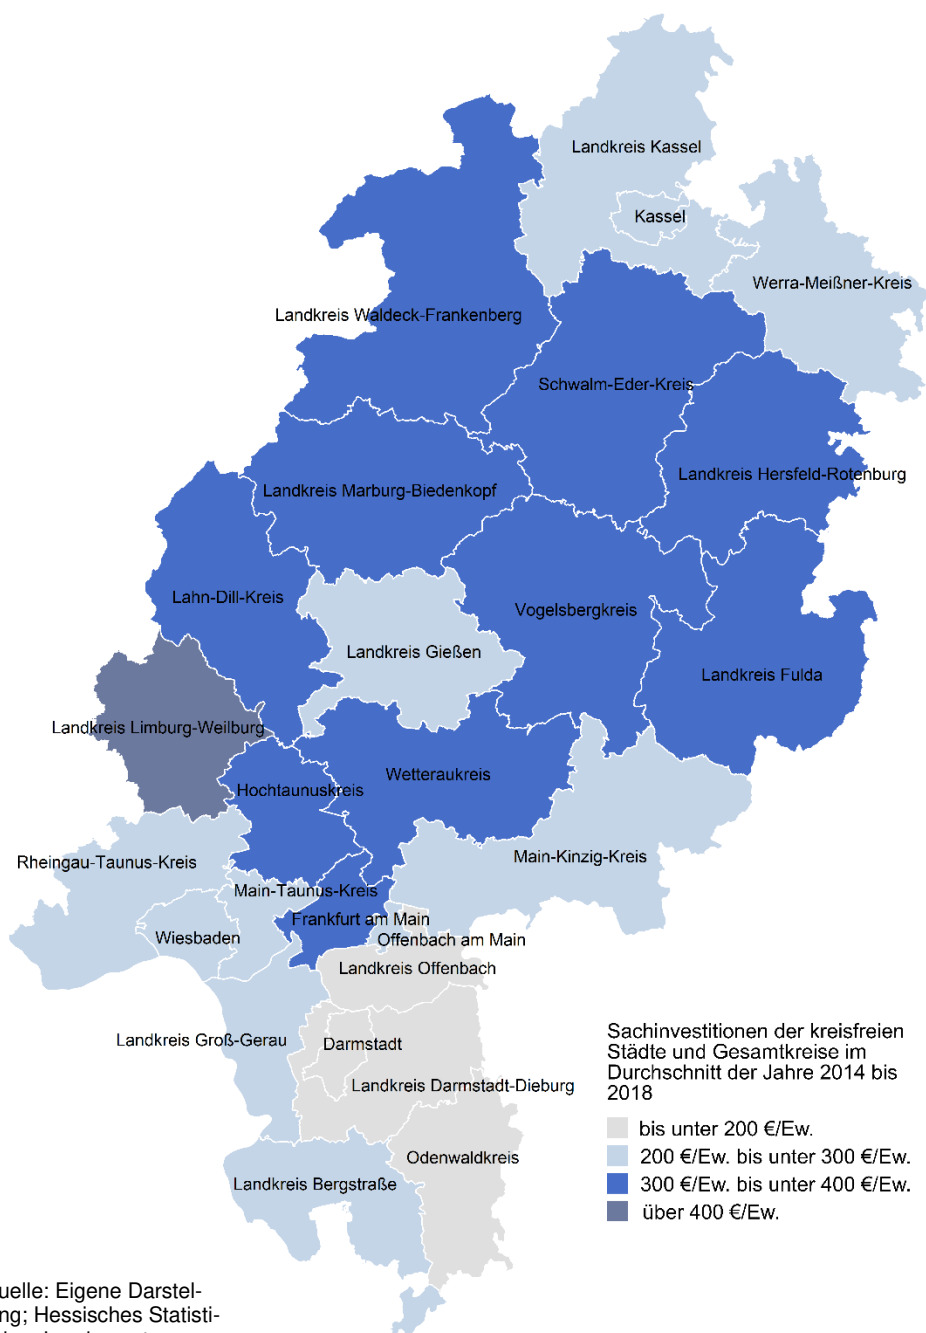 Landkreis Kassel
Kassel
Werra-Meißner-Kreis
Landkreis Waldeck-Frankenberg
Schwalm-Eder-Kreis
Landkreis Hersfeld-Rotenburg
Landkreis Marburg-Biedenkopf
Lahn-Dill-Kreis
Vogelsbergkreis
Landkreis Gießen
Landkreis Fulda
Landkreis Limburg-Weilburg
Wetteraukreis
Hochtaunuskreis
Main-Kinzig-Kreis
Rheingau-Taunus-Kreis
Main-Taunus-Kreis
Frankfurt am Main
Wiesbaden
Offenbach am Main
Landkreis Offenbach
Landkreis Groß-Gerau
Darmstadt
Landkreis Darmstadt-Dieburg
Odenwaldkreis
Landkreis Bergstraße
Sachinvestitionen der kreisfreien
Städte und Gesamtkreise im
Durchschnitt der Jahre 2014 bis
2018
bis unter 200 €/Ew.
200 €/Ew. bis unter 300 €/Ew.
300 €/Ew. bis unter 400 €/Ew.
über 400 €/Ew.
uelle: Eigene Darstel-
ng; Hessisches Statisti-